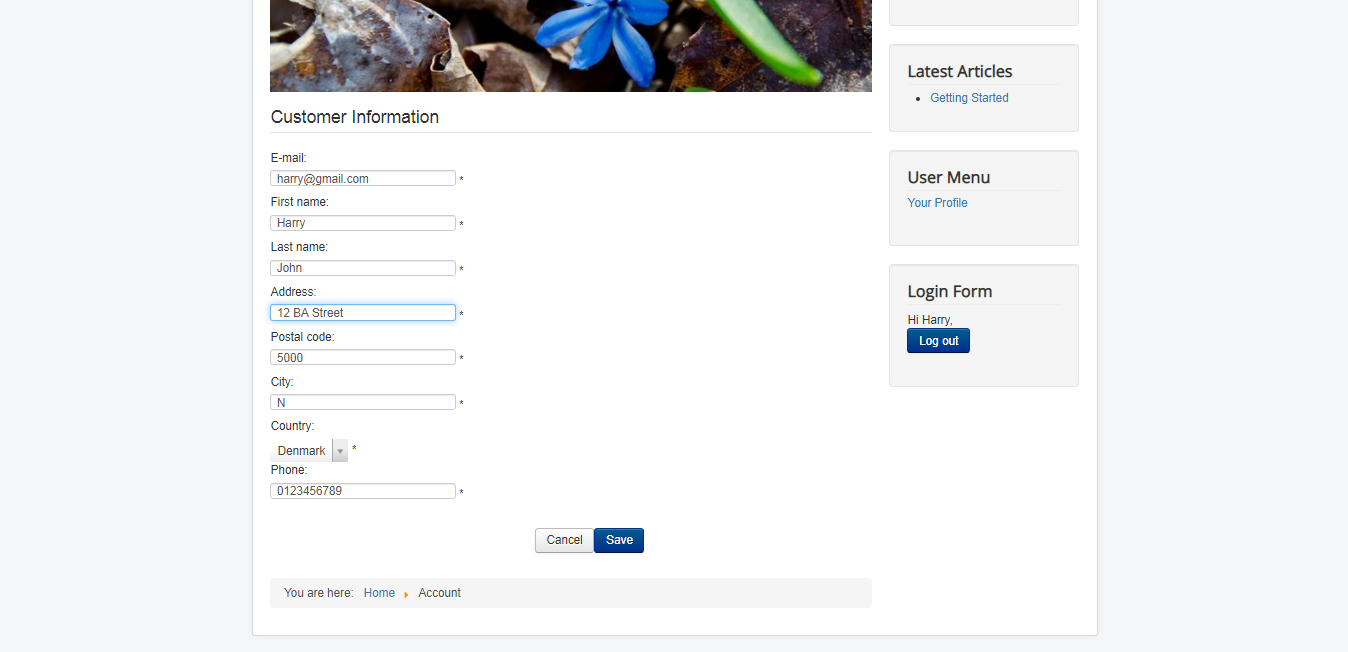 Customer Information
E-mail:
harry@gmail.com *
First name:
Harry *
Last name:
John *
Address:
12 BA Street *
Postal code:
5000 *
City:
N *
Country:
Denmark *
Phone:
0123456789 *
Cancel Save
You are here: Home Account
Latest Articles
Getting Started
User Menu
Your Profile
Login Form
Hi Harry,
Log out